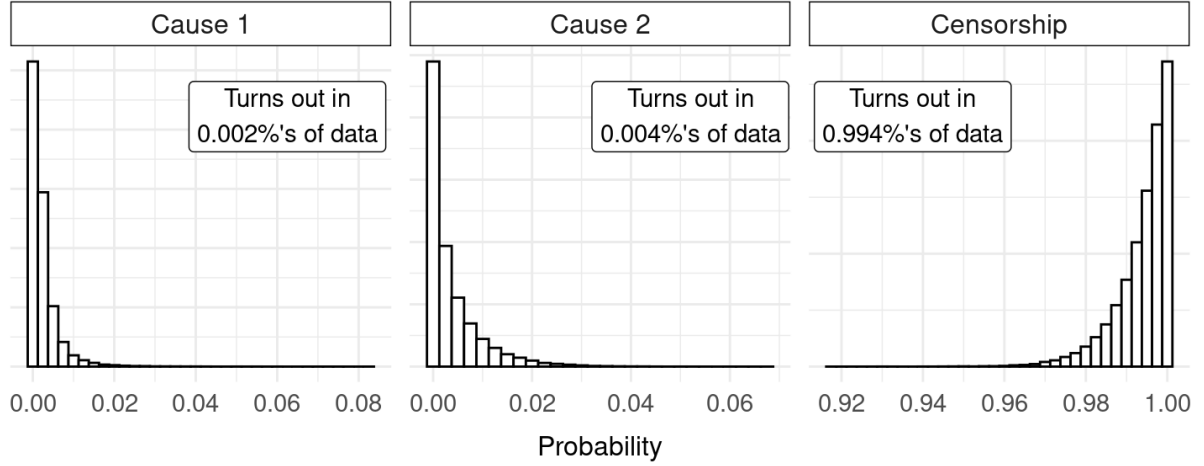 Cause 1
Cause 2
Censorship
Turns out in
0.002%'s of data
Turns out in
0.004%'s of data
Turns out in
0.994%'s of data
0.00 0.02 0.04 0.06 0.08
0.00 0.02 0.04 0.06
0.92 0.94 0.96 0.98 1.00
Probability